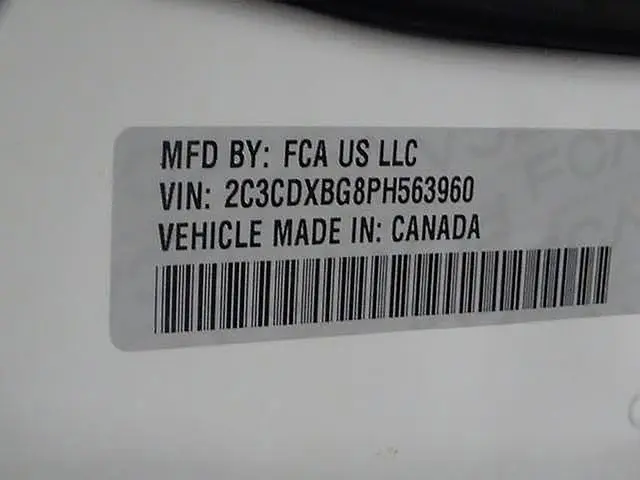 MFD BY: FCA US LLC
VIN: 2C3CDXBG8PH563960
VEHICLE MADE IN: CANADA